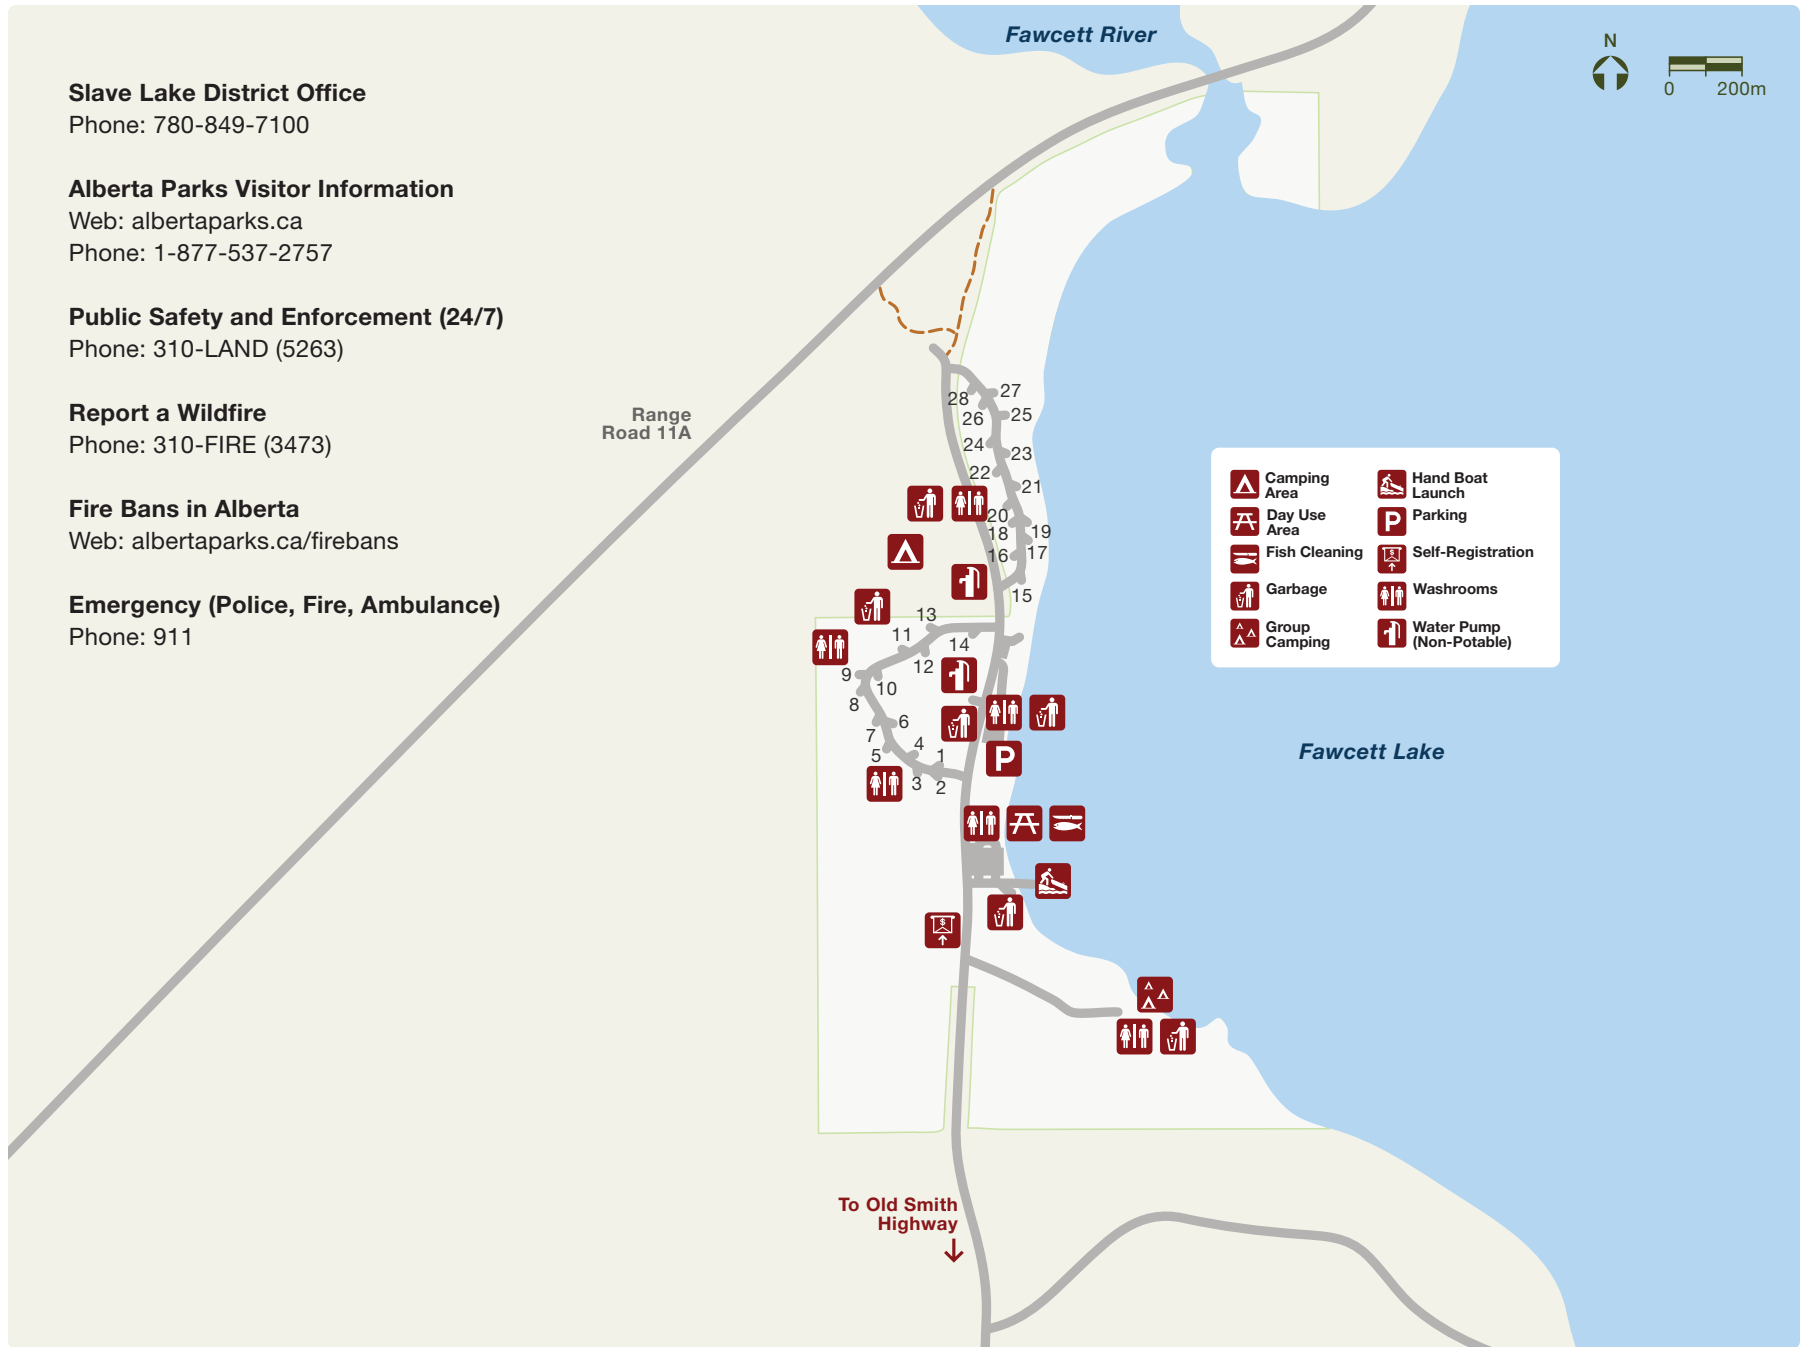 Fawcett River
N
0 200m
Slave Lake District Office
Phone: 780-849-7100
Alberta Parks Visitor Information
Web: albertaparks.ca
Phone: 1-877-537-2757
Public Safety and Enforcement (24/7)
Phone: 310-LAND (5263)
Report a Wildfire
Phone: 310-FIRE (3473)
Fire Bans in Alberta
Web: albertaparks.ca/firebans
Emergency (Police, Fire, Ambulance)
Phone: 911
Range
Road 11A
27
28
25
26
24
23
22
21
20
19
18
17
16
15
13
14
11
12
9
10
8
6
7
4
5
1
3
2
P
$
Camping
Area
Day Use
Area
Fish Cleaning
Garbage
Group
Camping
Hand Boat
Launch
P Parking
$ Self-Registration
Washrooms
Water Pump
(Non-Potable)
Fawcett Lake
To Old Smith
Highway